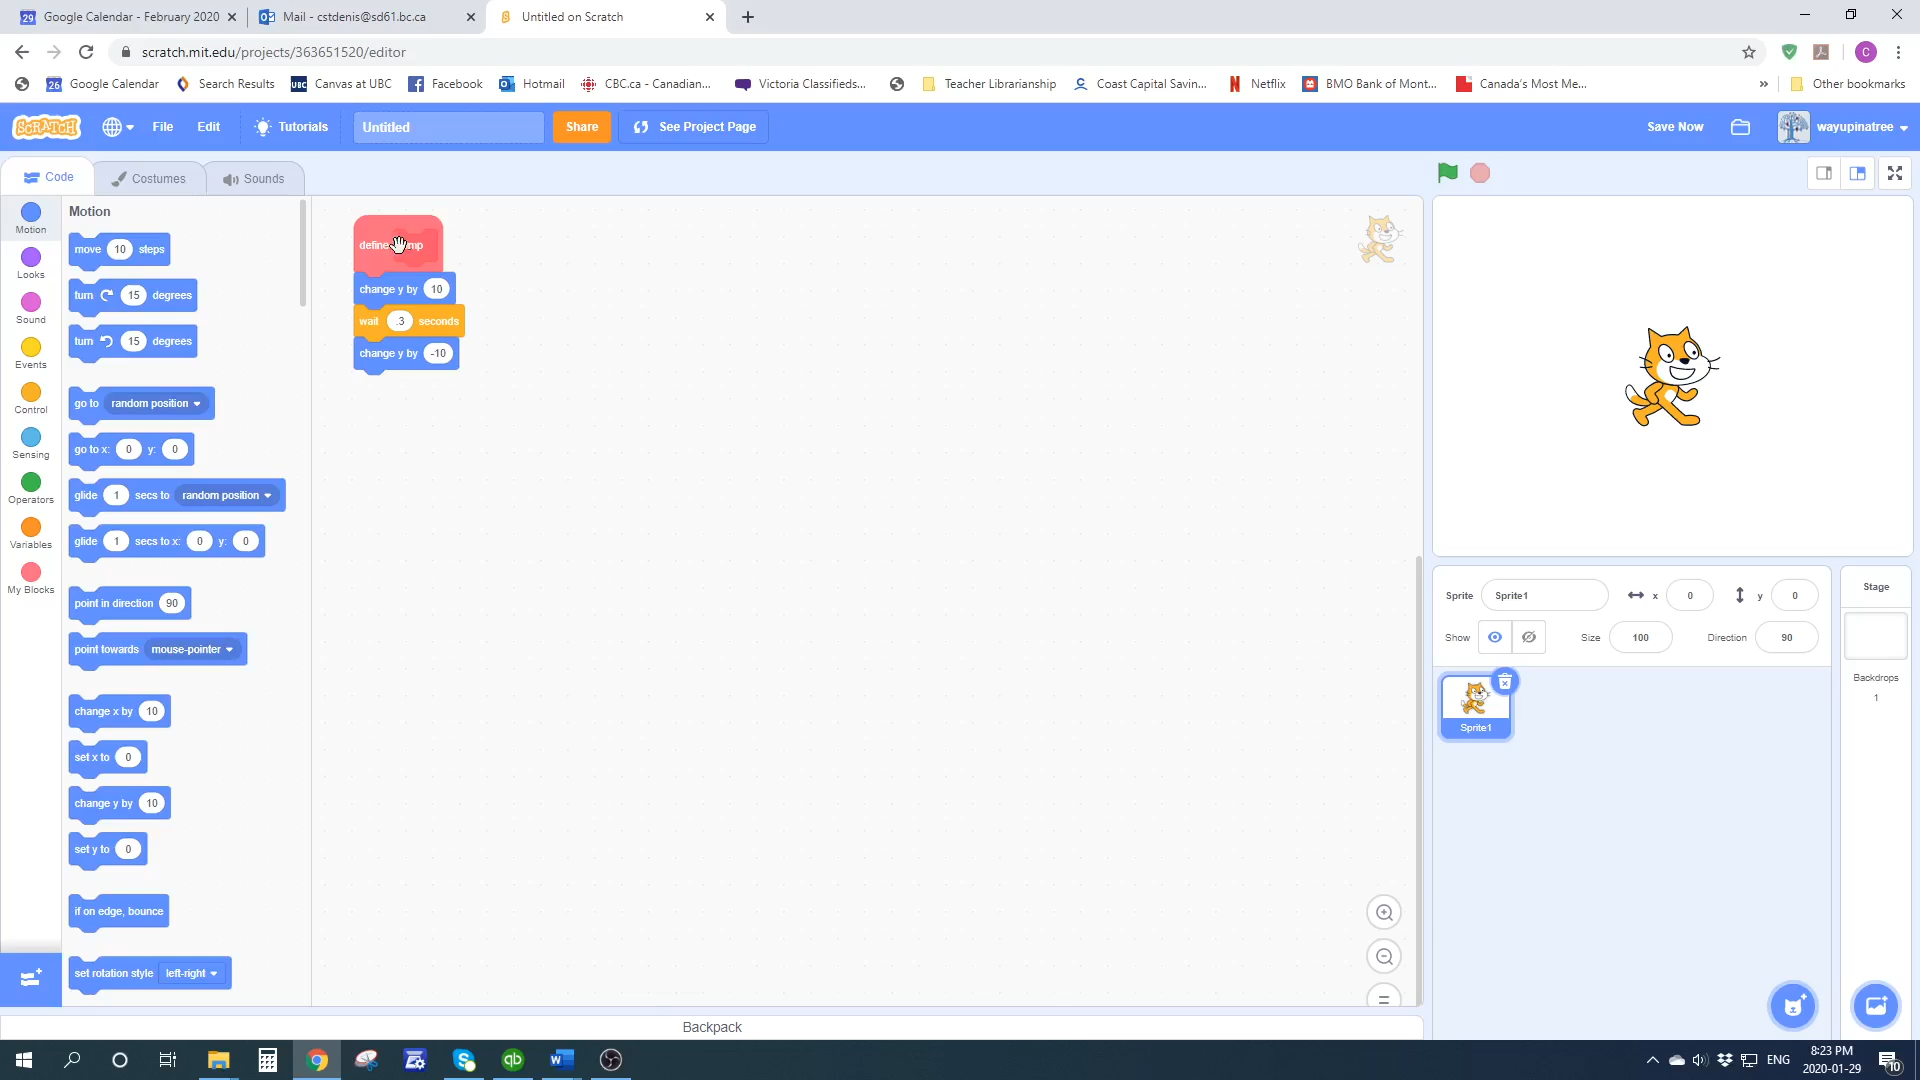 Google Calendar - February 2020
Mail - cstdenis@sd61.bc.ca
Untitled on Scratch
scratch.mit.edu/projects/363651520/editor
C
Google Calendar
Search Results
UBC
Canvas at UBC
Facebook
Hotmail
CBC.ca - Canadian...
Victoria Classifieds...
Teacher Librarianship
Coast Capital Savin...
Netflix
BMO Bank of Mont...
Canada's Most Me...
Other bookmarks
SCRATCH
File
Edit
Tutorials
Untitled
Share
See Project Page
Save Now
wayupinatree
Code
Costumes
Sounds
Motion
Looks
Sound
Events
Control
Sensing
Operators
Variables
My Blocks
Motion
move 10 steps
turn 15 degrees
turn 15 degrees
go to random position
go to x: 0 y: 0
glide 1 secs to random position
glide 1 secs to x: 0 y: 0
point in direction 90
point towards mouse-pointer
change x by 10
set x to 0
change y by 10
set y to 0
if on edge, bounce
set rotation style left-right
define
change y by 10
wait .3 seconds
change y by -10
Sprite Sprite1 x 0 y 0
Show Size 100 Direction 90
Sprite1
Stage
Backdrops
1
Backpack
ENG
8:23 PM
2020-01-29
10